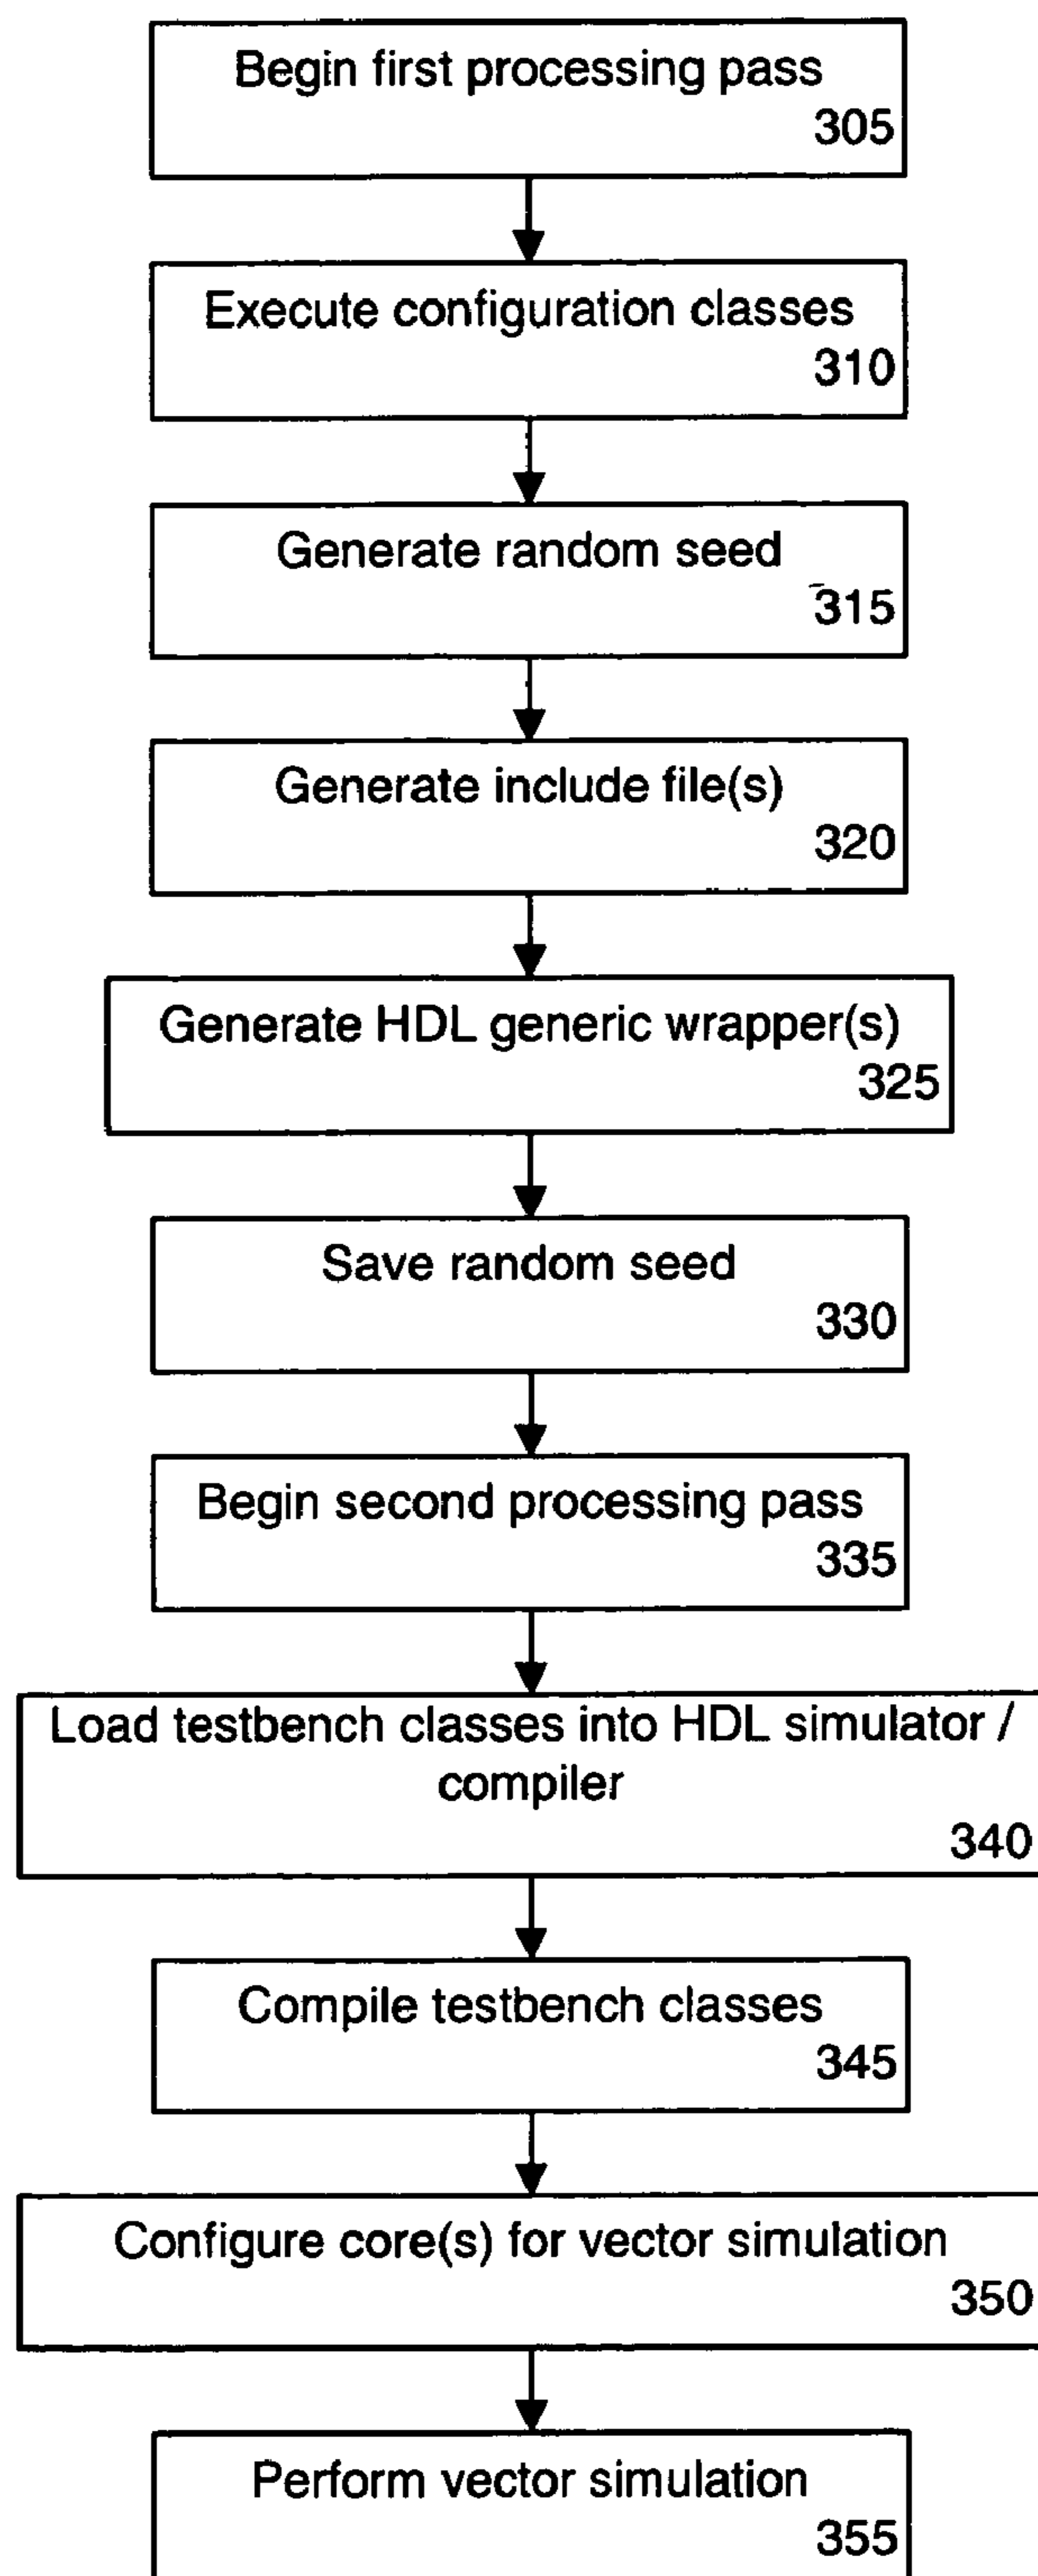 Begin first processing pass
305
Execute configuration classes
310
Generate random seed
315
Generate include file(s)
320
Generate HDL generic wrapper(s)
325
Save random seed
330
Begin second processing pass
335
Load testbench classes into HDL simulator /
compiler
340
Compile testbench classes
345
Configure core(s) for vector simulation
350
Perform vector simulation
355